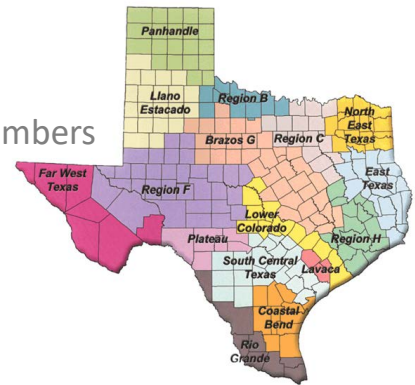 Panhandle
Llano
Estacado
Region B
North
East
Texas
mbers
Brazos G
Region C
Far West
Texas
Region F
East
Texas
Lower
Colorado
Plateau
Region H
South Central
Texas
Lavaca
Coastal
Bend
Rio
Grande